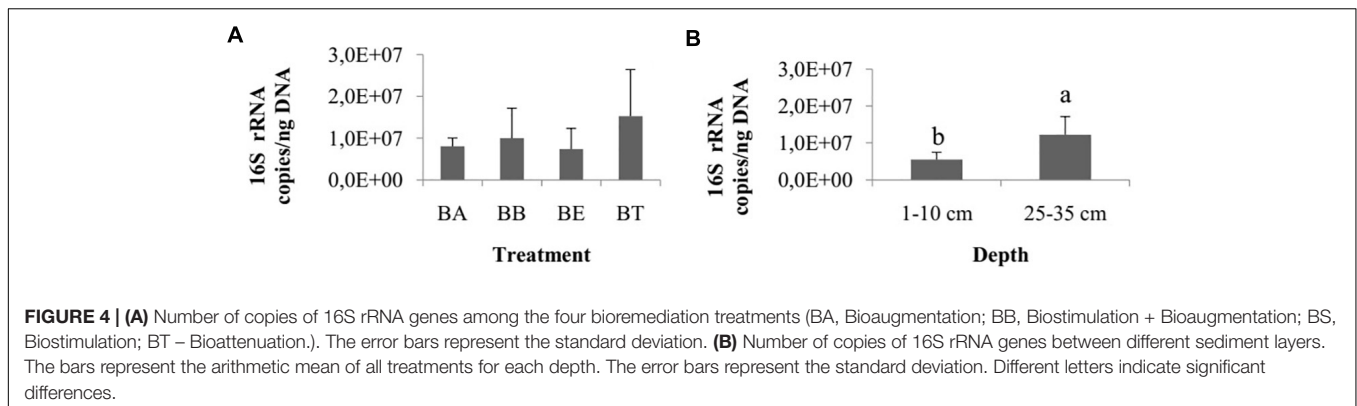 A
16S rRNA
copies/ng DNA
3,0E+07
2,0E+07
1,0E+07
0,0E+00
BA BB BE BT
Treatment
B
16S rRNA
copies/ng DNA
3,0E+07
2,0E+07
1,0E+07
0,0E+00
b
a
1-10 cm 25-35 cm
Depth
FIGURE 4 | (A) Number of copies of 16S rRNA genes among the four bioremediation treatments (BA, Bioaugmentation; BB, Biostimulation + Bioaugmentation; BS,
Biostimulation; BT – Bioattenuation.). The error bars represent the standard deviation. (B) Number of copies of 16S rRNA genes between different sediment layers.
The bars represent the arithmetic mean of all treatments for each depth. The error bars represent the standard deviation. Different letters indicate significant
differences.